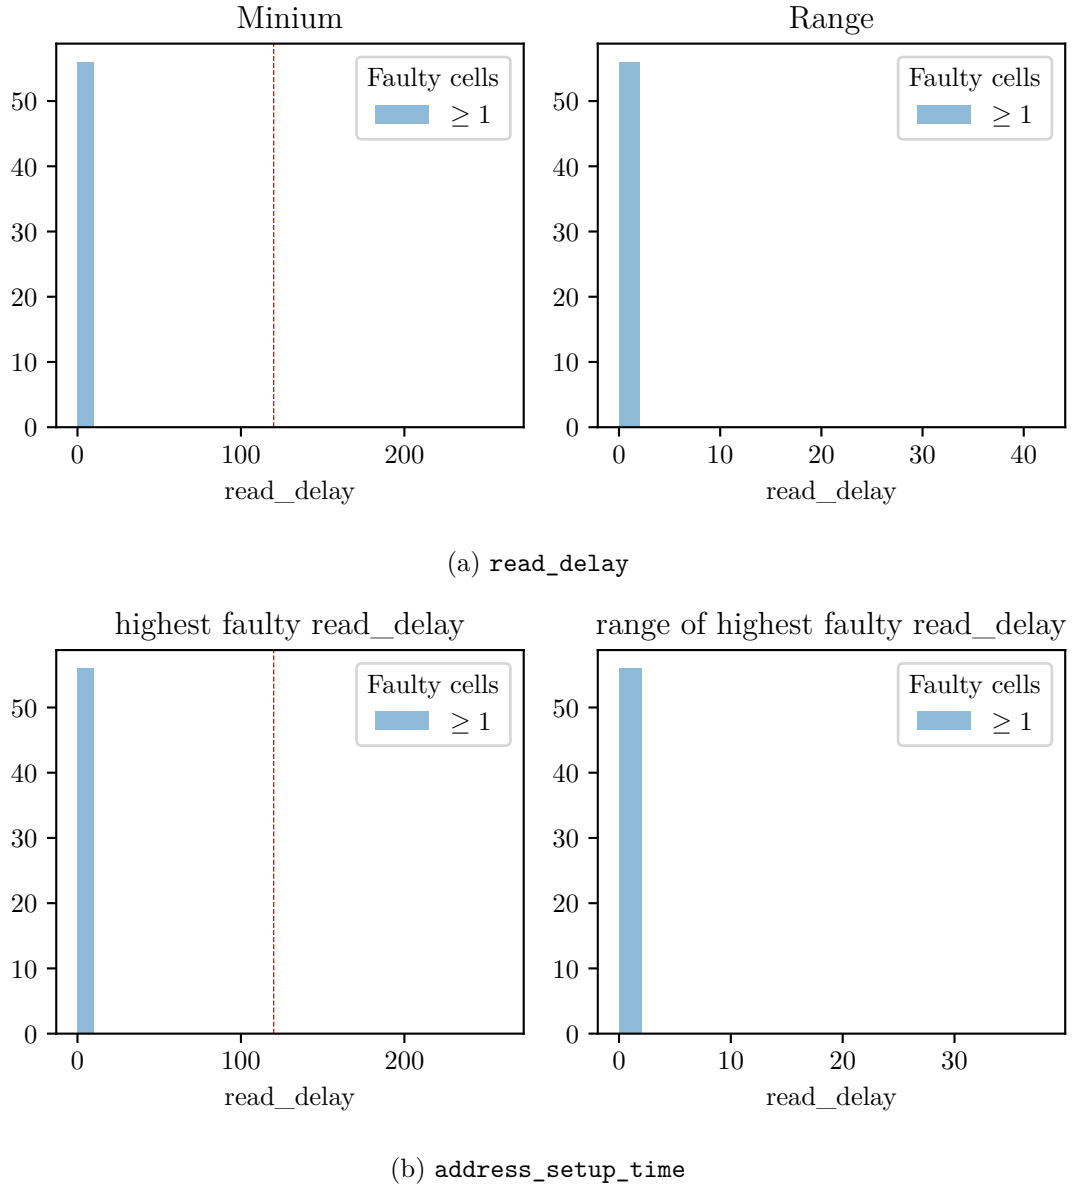 Minium
Range
Faulty cells
≥ 1
50
40
30
20
10
0
0 100 200
read_delay
Faulty cells
≥ 1
50
40
30
20
10
0
0 10 20 30 40
read_delay
(a) read_delay
highest faulty read_delay
range of highest faulty read_delay
Faulty cells
≥ 1
50
40
30
20
10
0
0 100 200
read_delay
Faulty cells
≥ 1
50
40
30
20
10
0
0 10 20 30
read_delay
(b) address_setup_time